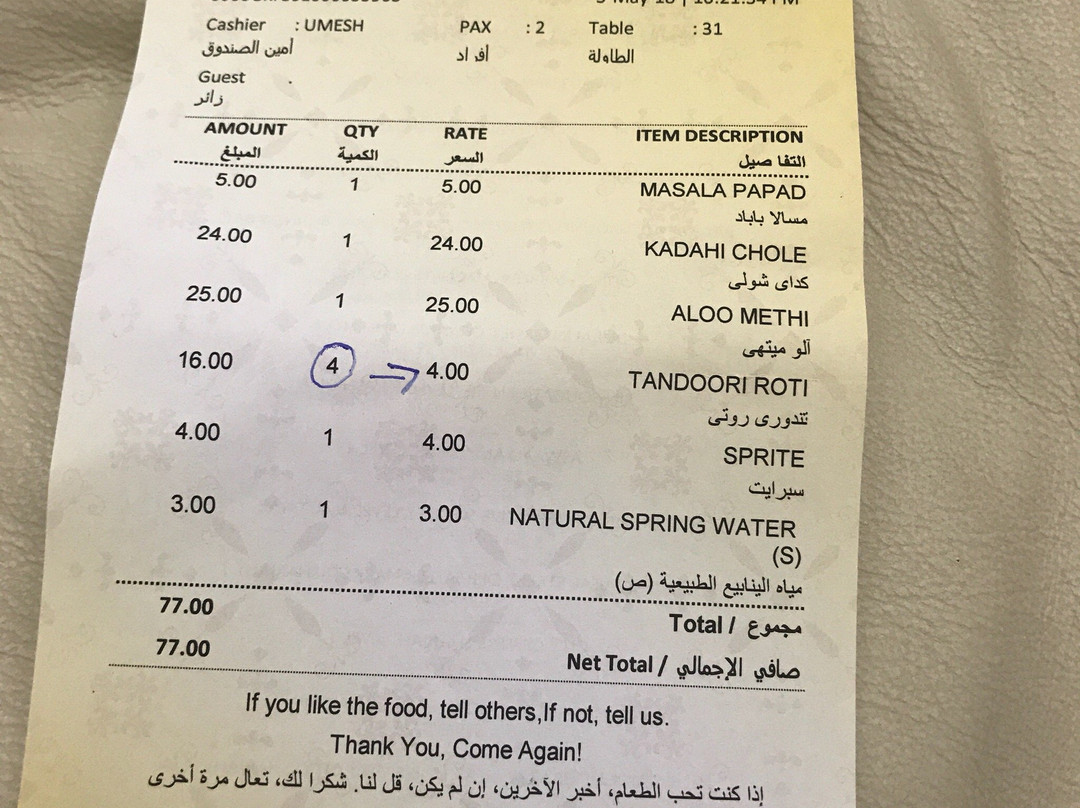 Cashier : UMESH PAX : 2 Table : 31
أمين الصندوق أفراد الطاولة
Guest .
زائر
AMOUNT QTY RATE ITEM DESCRIPTION
المبلغ الكمية السعر التفا صيل
5.00 1 5.00 MASALA PAPAD
مسالا باباد
24.00 1 24.00 KADAHI CHOLE
كداى شولى
25.00 1 25.00 ALOO METHI
آلو ميتهى
16.00 4 4.00 TANDOORI ROTI
تندورى روتى
4.00 1 4.00 SPRITE
سبرايت
3.00 1 3.00 NATURAL SPRING WATER
(S)
مياه الينابيع الطبيعية (ص)
77.00 Total / مجموع
77.00 Net Total / صافي الإجمالي
If you like the food, tell others,If not, tell us.
Thank You, Come Again!
إذا كنت تحب الطعام، أخبر الآخرين، إن لم يكن، قل لنا. شكرا لك، تعال مرة أخرى